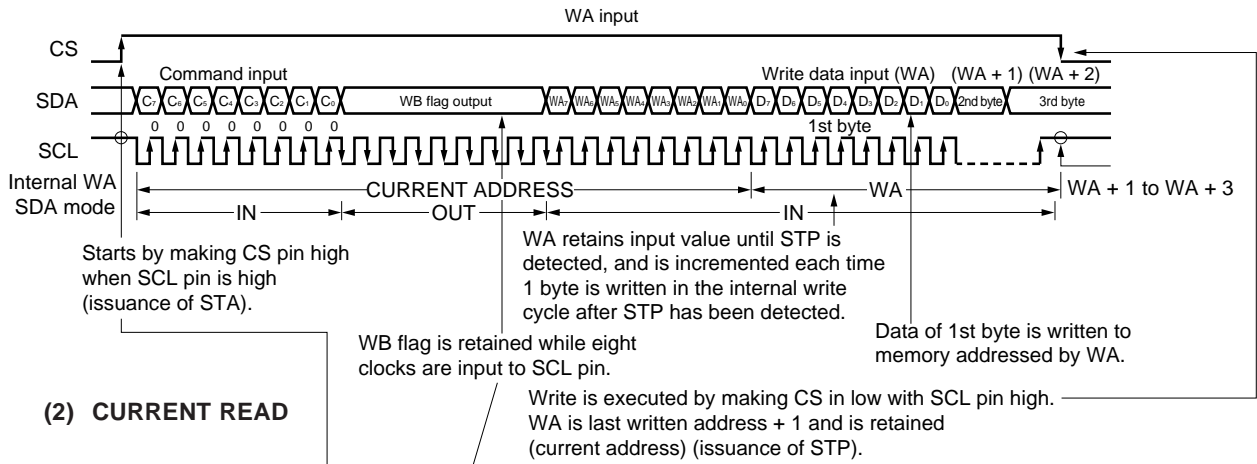 WA input
CS
Command input
Write data input (WA) (WA + 1) (WA + 2)
SDA C7 C6 C5 C4 C3 C2 C1 C0 WB flag output WA7 WA6 WA5 WA4 WA3 WA2 WA1 WA0 D7 D6 D5 D4 D3 D2 D1 D0 2nd byte 3rd byte
0 0 0 0 0 0 0 0 1st byte
SCL
Internal WA CURRENT ADDRESS WA WA + 1 to WA + 3
SDA mode IN OUT IN
Starts by making CS pin high
when SCL pin is high
(issuance of STA).
WA retains input value until STP is
detected, and is incremented each time
1 byte is written in the internal write
cycle after STP has been detected.
WB flag is retained while eight
clocks are input to SCL pin.
Data of 1st byte is written to
memory addressed by WA.
Write is executed by making CS in low with SCL pin high.
WA is last written address + 1 and is retained
(current address) (issuance of STP).
(2) CURRENT READ